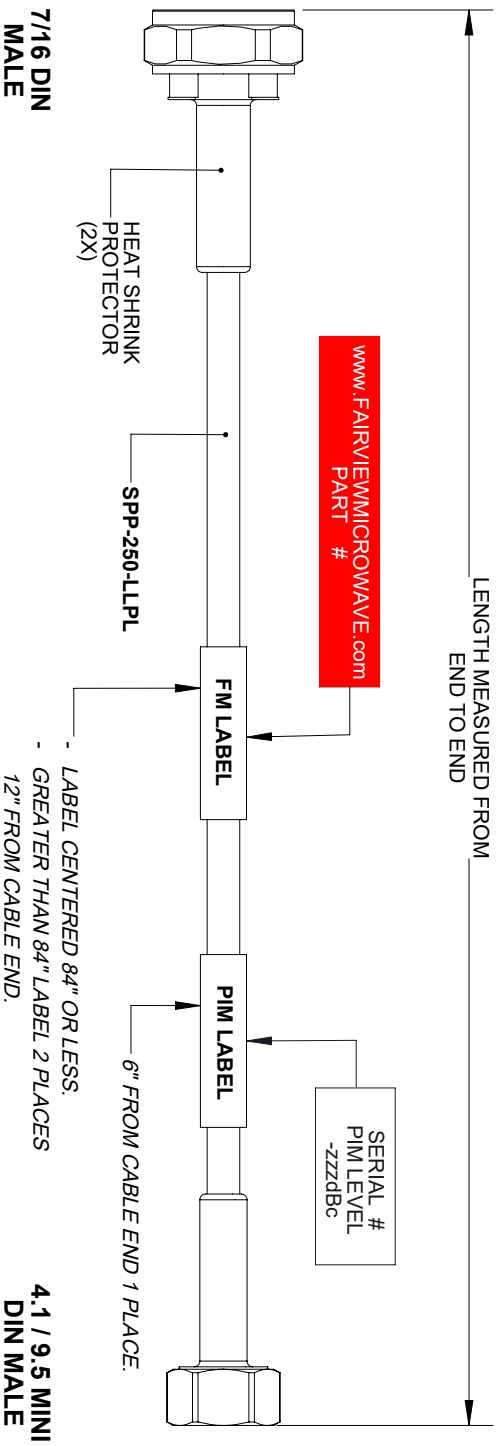 LENGTH MEASURED FROM
END TO END
www.FAIRVIEWMICROWAVE.com
PART #
SERIAL #
PIM LEVEL
-zzzdBc
FM LABEL
PIM LABEL
HEAT SHRINK
PROTECTOR
(2X)
SPP-250-LLPL
- LABEL CENTERED 84" OR LESS.
- GREATER THAN 84" LABEL 2 PLACES
12" FROM CABLE END.
6" FROM CABLE END 1 PLACE.
7/16 DIN
MALE
4.1 / 9.5 MINI
DIN MALE